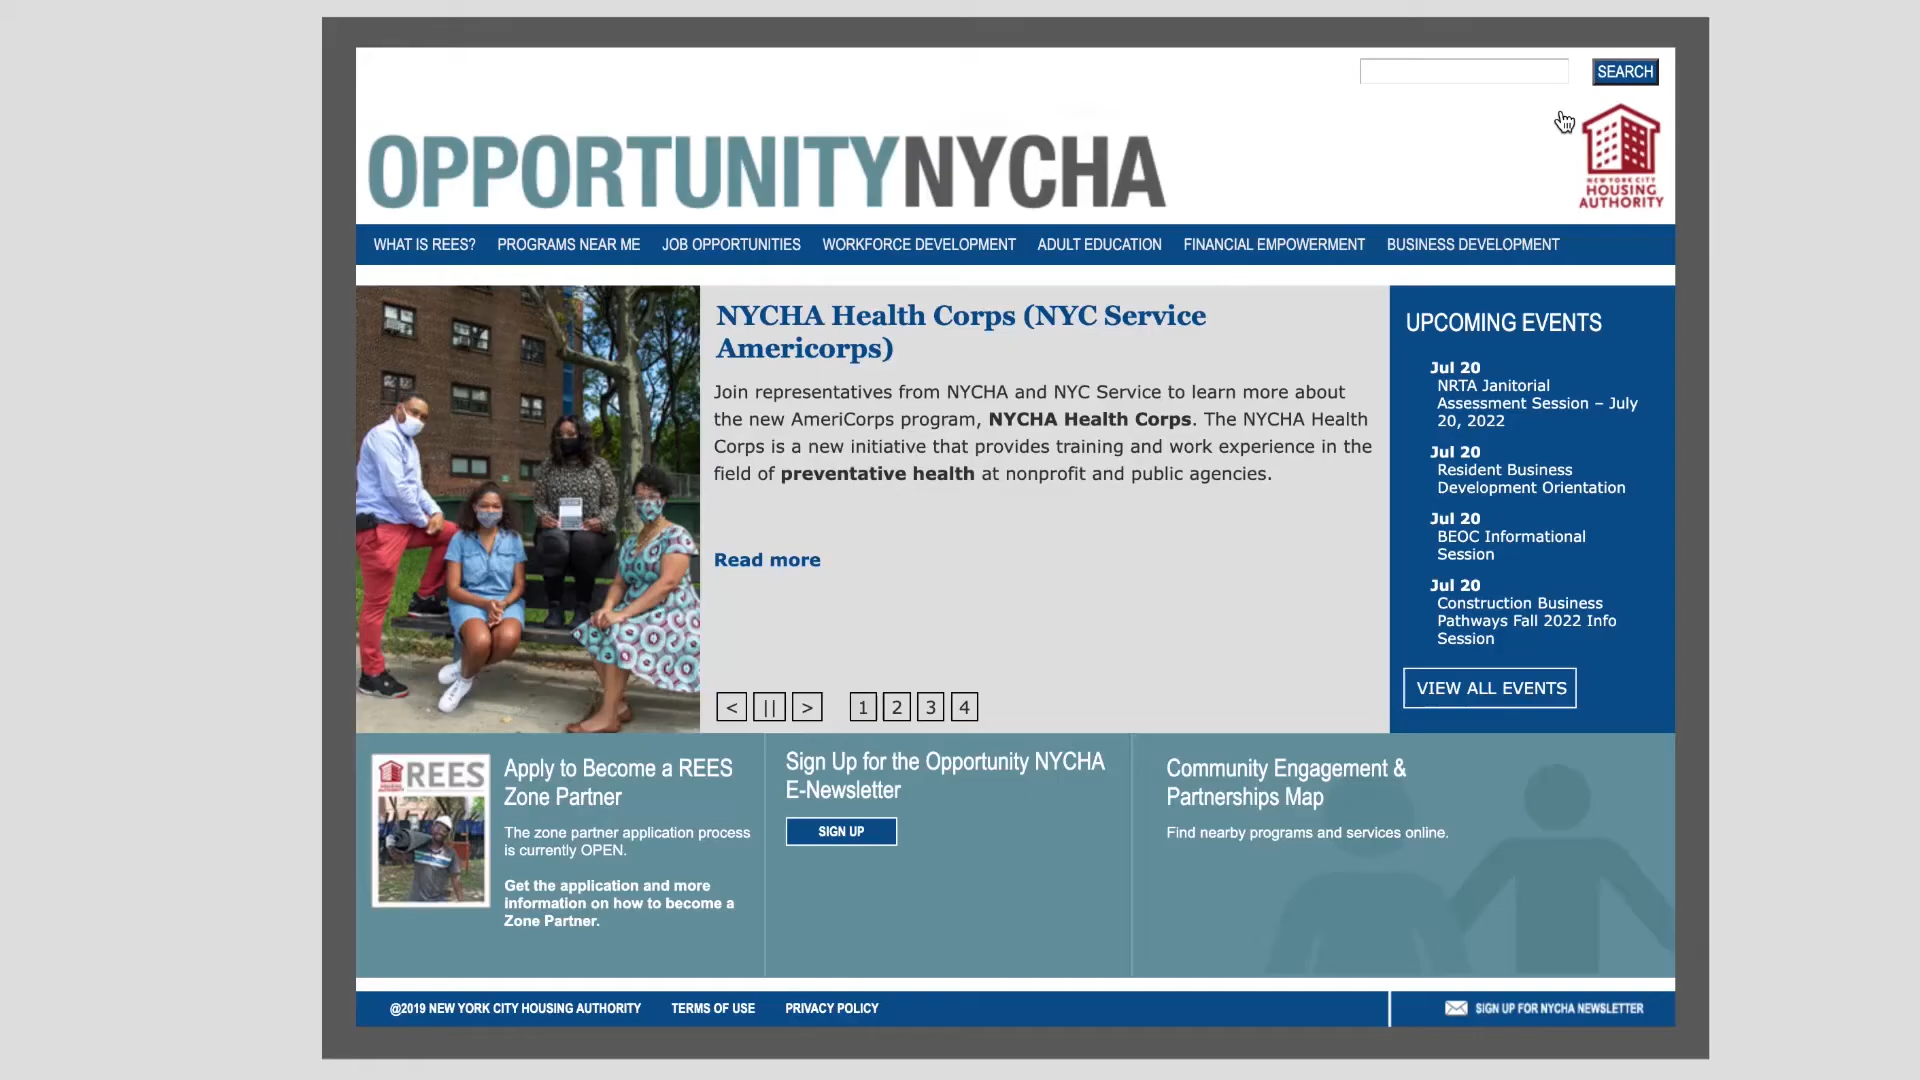 SEARCH
OPPORTUNITYNYCHA
NEW YORK CITY
HOUSING
AUTHORITY
WHAT IS REES? PROGRAMS NEAR ME JOB OPPORTUNITIES WORKFORCE DEVELOPMENT ADULT EDUCATION FINANCIAL EMPOWERMENT BUSINESS DEVELOPMENT
NYCHA Health Corps (NYC Service
Americorps)
Join representatives from NYCHA and NYC Service to learn more about
the new AmeriCorps program, NYCHA Health Corps. The NYCHA Health
Corps is a new initiative that provides training and work experience in the
field of preventative health at nonprofit and public agencies.
Read more
< || > 1 2 3 4
UPCOMING EVENTS
Jul 20
NRTA Janitorial
Assessment Session – July
20, 2022
Jul 20
Resident Business
Development Orientation
Jul 20
BEOC Informational
Session
Jul 20
Construction Business
Pathways Fall 2022 Info
Session
VIEW ALL EVENTS
REES
Apply to Become a REES
Zone Partner
The zone partner application process
is currently OPEN.
Get the application and more
information on how to become a
Zone Partner.
Sign Up for the Opportunity NYCHA
E-Newsletter
SIGN UP
Community Engagement &
Partnerships Map
Find nearby programs and services online.
@2019 NEW YORK CITY HOUSING AUTHORITY TERMS OF USE PRIVACY POLICY
SIGN UP FOR NYCHA NEWSLETTER